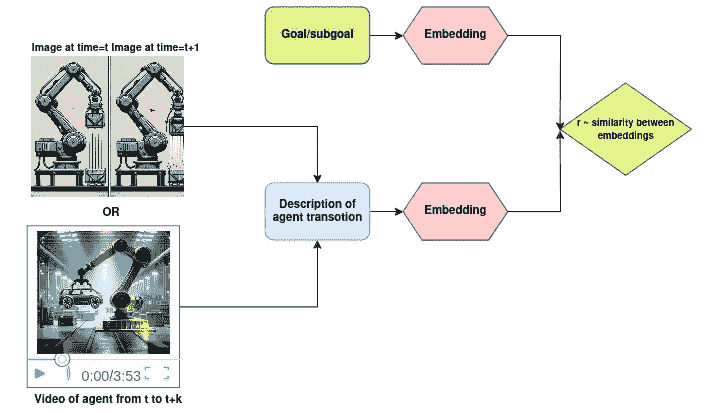 Goal/subgoal
Embedding
Image at time=t Image at time=t+1
r ~ similarity between
embeddings
OR
Description of
agent transotion
Embedding
0:00/3:53
Video of agent from t to t+k